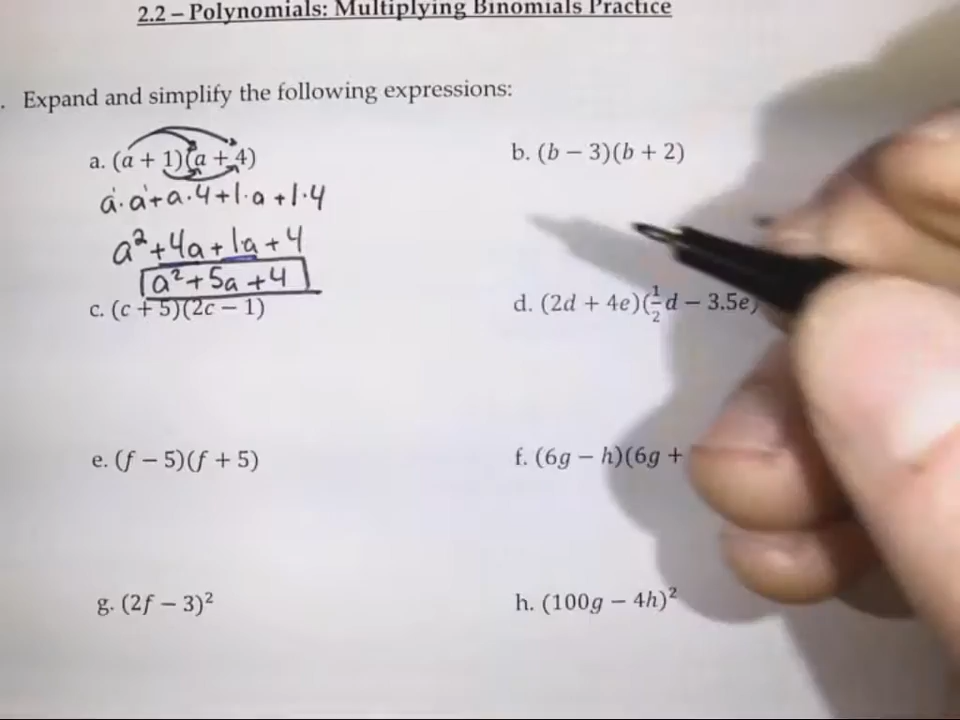 2.2 – Polynomials: Multiplying Binomials Practice
. Expand and simplify the following expressions:
a. (a + 1)(a + 4)
a·a+a·4+1·a+1·4
a²+4a+1a+4
a²+5a+4
b. (b − 3)(b + 2)
c. (c + 5)(2c − 1)
d. (2d + 4e)(½d − 3.5e)
e. (f − 5)(f + 5)
f. (6g − h)(6g +
g. (2f − 3)²
h. (100g − 4h)²